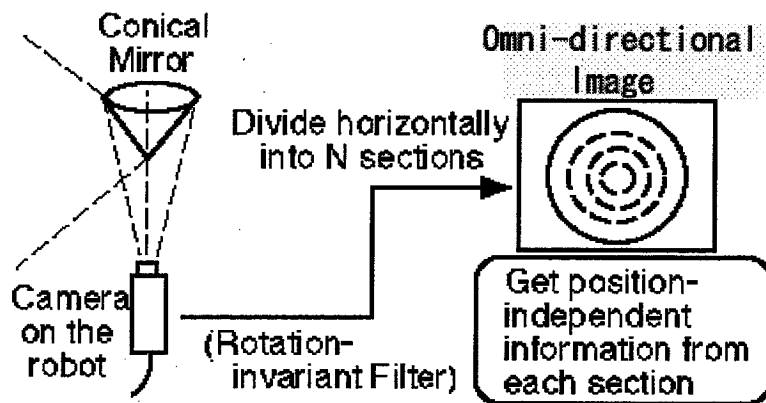 Conical
Mirror
Omni-directional
Image
Divide horizontally
into N sections
Camera
on the
robot
(Rotation-
invariant Filter)
Get position-
independent
information from
each section